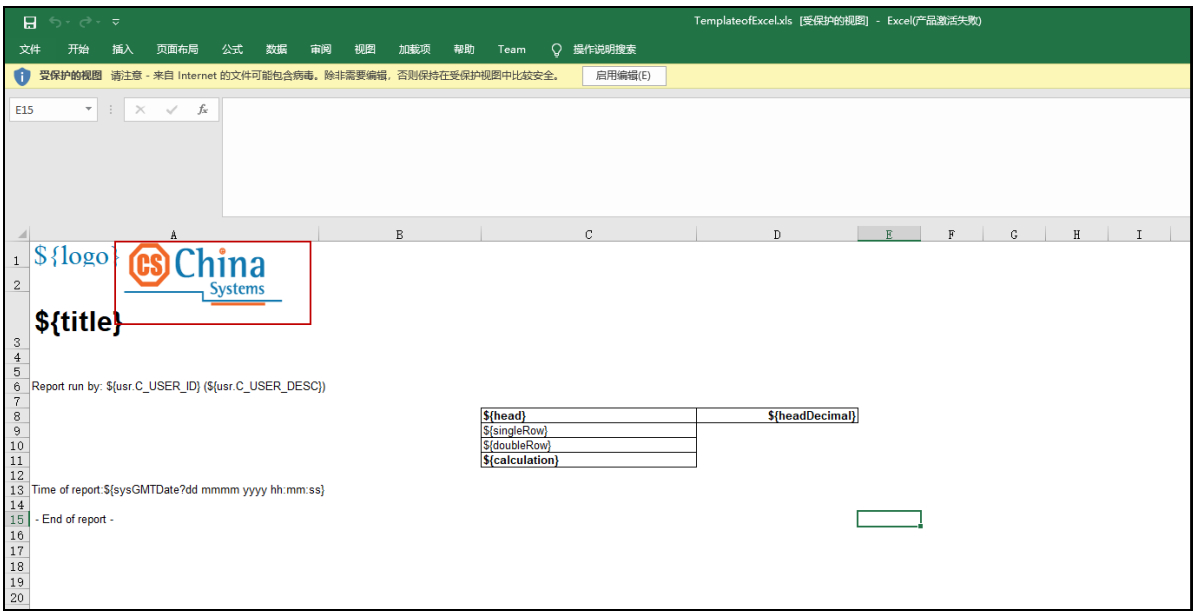 TemplateofExcel.xls [受保护的视图] - Excel(产品激活失败)
文件 开始 插入 页面布局 公式 数据 审阅 视图 加载项 帮助 Team 操作说明搜索
受保护的视图 请注意 - 来自 Internet 的文件可能包含病毒。除非需要编辑，否则保持在受保护视图中比较安全。 启用编辑(E)
E15 fx
A B C D E F G H I
1 ${logo} CS China
Systems
2
3 ${title}
4
5
6 Report run by: ${usr.C_USER_ID} (${usr.C_USER_DESC})
7
8 ${head} ${headDecimal}
9 ${singleRow}
10 ${doubleRow}
11 ${calculation}
12
13 Time of report:${sysGMTDate?dd mmmm yyyy hh:mm:ss}
14
15 - End of report -
16
17
18
19
20